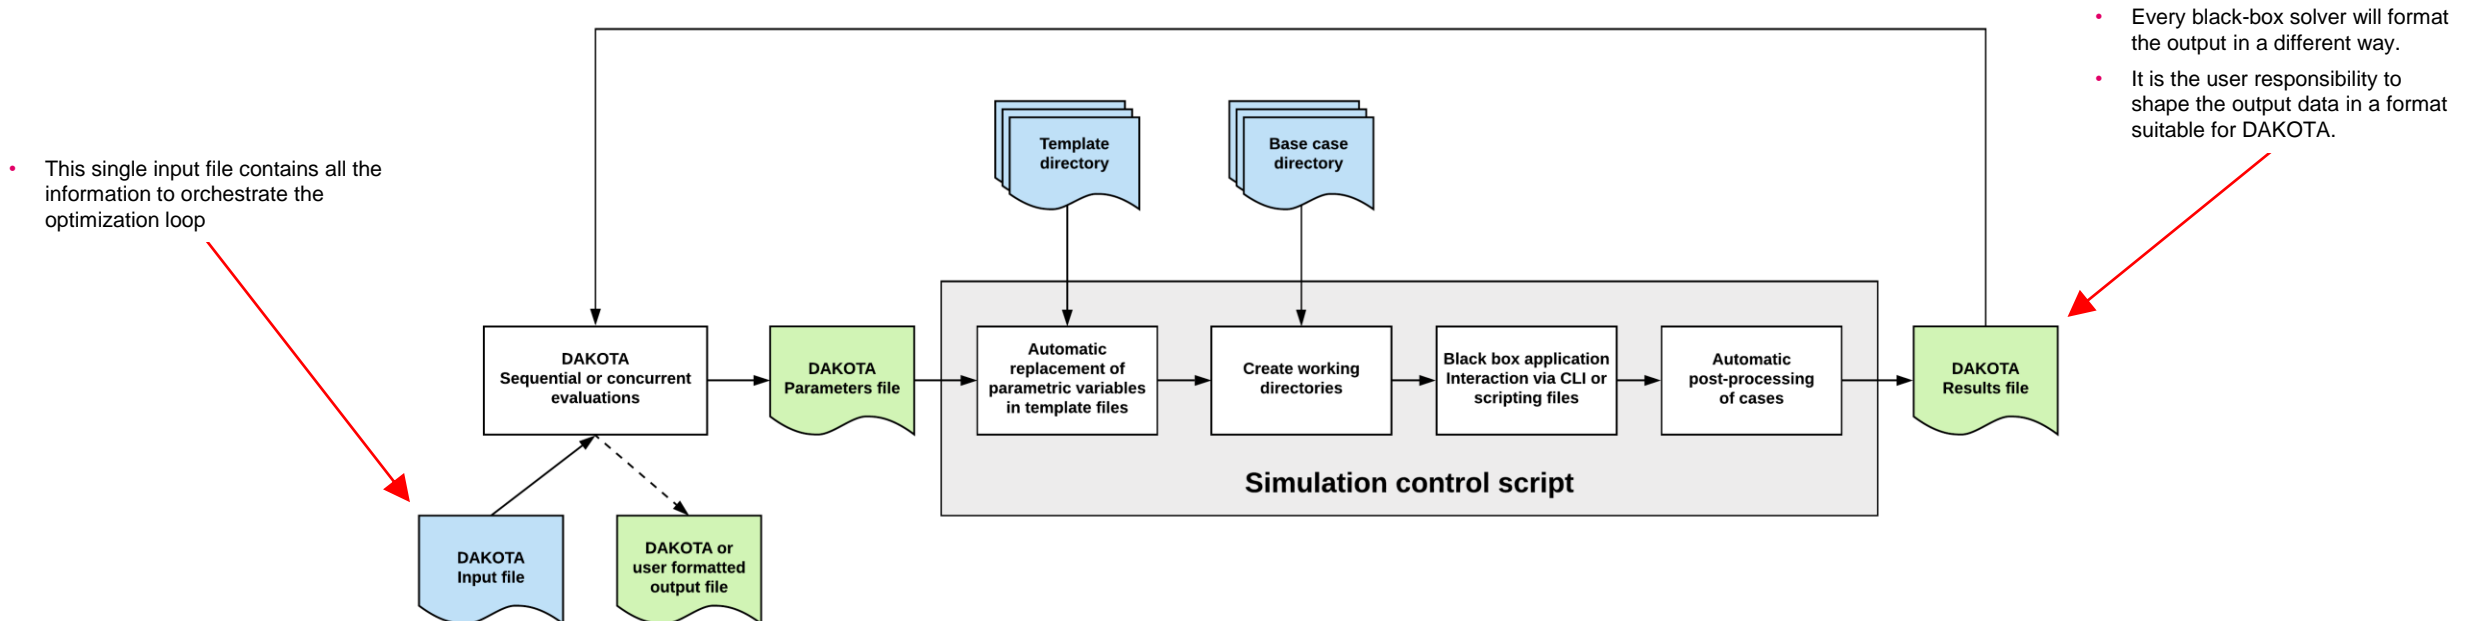 • Every black-box solver will format
the output in a different way.
• It is the user responsibility to
shape the output data in a format
suitable for DAKOTA.
• This single input file contains all the
information to orchestrate the
optimization loop
Template
directory
Base case
directory
DAKOTA
Sequential or concurrent
evaluations
DAKOTA
Parameters file
Automatic
replacement of
parametric variables
in template files
Create working
directories
Black box application
Interaction via CLI or
scripting files
Automatic
post-processing
of cases
DAKOTA
Results file
Simulation control script
DAKOTA
Input file
DAKOTA or
user formatted
output file